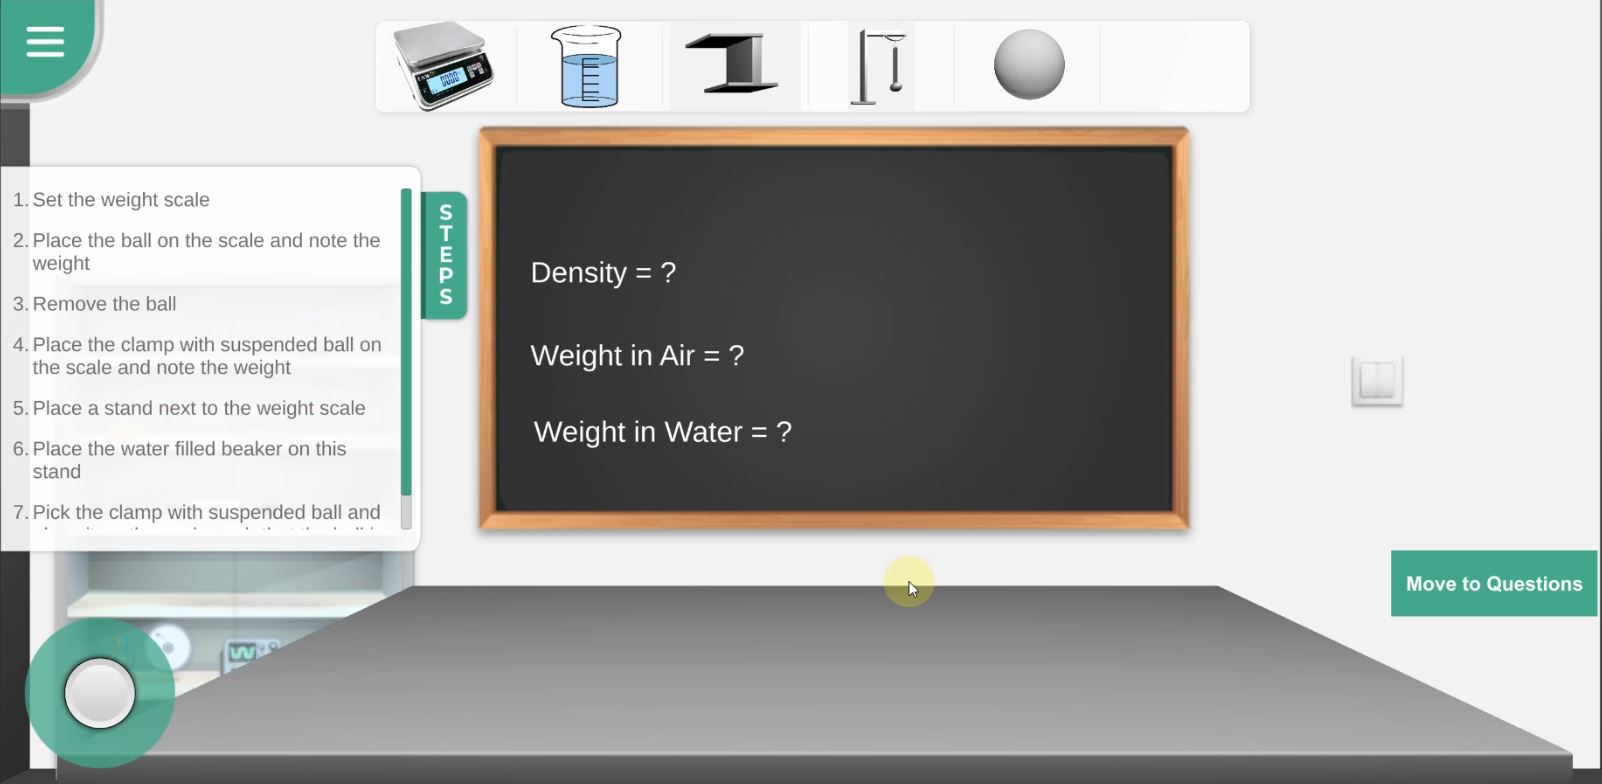 1. Set the weight scale
2. Place the ball on the scale and note the
weight
3. Remove the ball
4. Place the clamp with suspended ball on
the scale and note the weight
5. Place a stand next to the weight scale
6. Place the water filled beaker on this
stand
7. Pick the clamp with suspended ball and
STEPS
Density = ?
Weight in Air = ?
Weight in Water = ?
Move to Questions